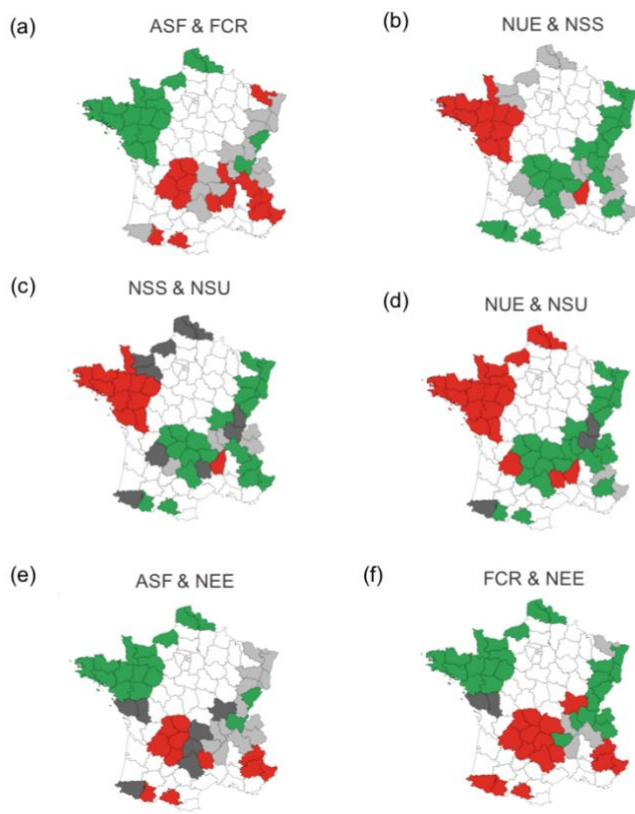 (a)
ASF & FCR
(b)
NUE & NSS
(c)
NSS & NSU
(d)
NUE & NSU
(e)
ASF & NEE
(f)
FCR & NEE